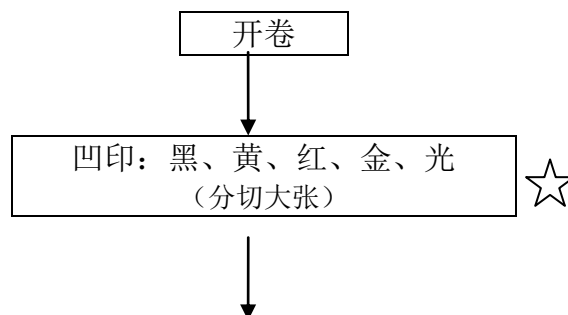 开卷
凹印：黑、黄、红、金、光
（分切大张）